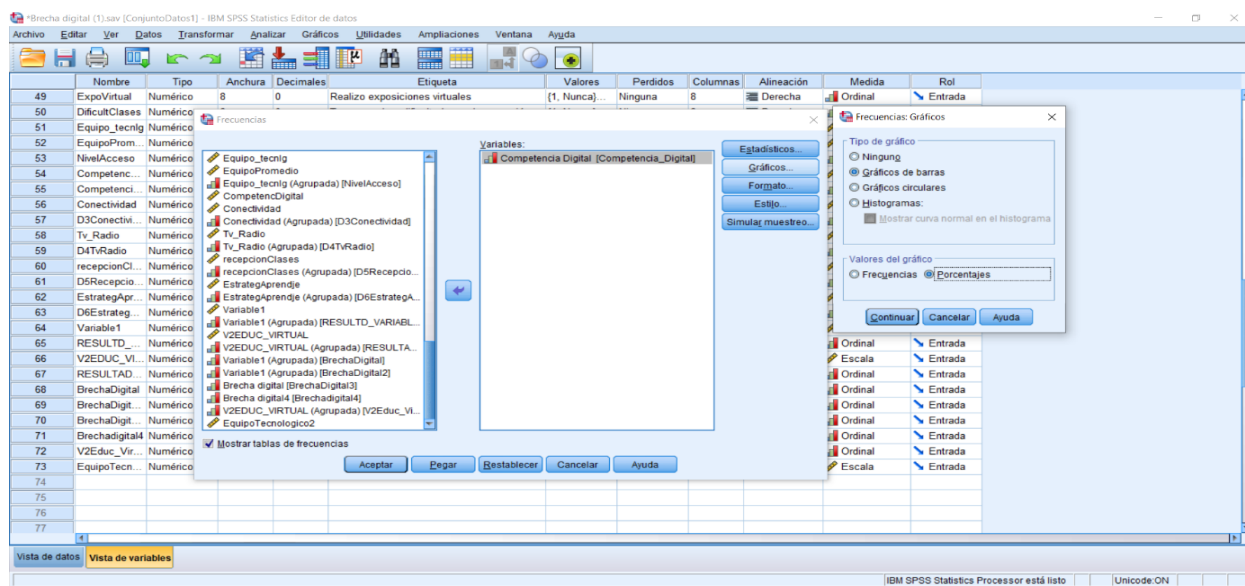 *Brecha digital (1).sav [ConjuntoDatos1] - IBM SPSS Statistics Editor de datos
Archivo Editar Ver Datos Transformar Analizar Gráficos Utilidades Ampliaciones Ventana Ayuda
Nombre Tipo Anchura Decimales Etiqueta Valores Perdidos Columnas Alineación Medida Rol
49 ExpoVirtual Numérico 8 0 Realizo exposiciones virtuales {1, Nunca}... Ninguna 8 Derecha Ordinal Entrada
50 DificultClases Numérico
51 Equipo_tecnlg Numérico
52 EquipoProm... Numérico
53 NivelAcceso Numérico
54 Competenc... Numérico
55 Competenci... Numérico
56 Conectividad Numérico
57 D3Conectivi... Numérico
58 Tv_Radio Numérico
59 D4TvRadio Numérico
60 recepcionCl... Numérico
61 D5Recepcio... Numérico
62 EstrategApr... Numérico
63 D6Estrateg... Numérico
64 Variable1 Numérico
65 RESULTD_... Numérico Ordinal Entrada
66 V2EDUC_VI... Numérico Escala Entrada
67 RESULTAD... Numérico Ordinal Entrada
68 BrechaDigital Numérico Ordinal Entrada
69 BrechaDigit... Numérico Ordinal Entrada
70 BrechaDigit... Numérico Ordinal Entrada
71 Brechadigital4 Numérico Ordinal Entrada
72 V2Educ_Vir... Numérico Ordinal Entrada
73 EquipoTecn... Numérico Escala Entrada
74
75
76
77
Frecuencias
Equipo_tecnlg
EquipoPromedio
Equipo_tecnlg (Agrupada) [NivelAcceso]
CompetencDigital
Conectividad
Conectividad (Agrupada) [D3Conectividad]
Tv_Radio
Tv_Radio (Agrupada) [D4TvRadio]
recepcionClases
recepcionClases (Agrupada) [D5Recepcio...
EstrategAprendje
EstrategAprendje (Agrupada) [D6EstrategA...
Variable1
Variable1 (Agrupada) [RESULTD_VARIABL...
V2EDUC_VIRTUAL
V2EDUC_VIRTUAL (Agrupada) [RESULTA...
Variable1 (Agrupada) [BrechaDigital]
Variable1 (Agrupada) [BrechaDigital2]
Brecha digital [BrechaDigital3]
Brecha digital4 [Brechadigital4]
V2EDUC_VIRTUAL (Agrupada) [V2Educ_Vi...
EquipoTecnologico2
Variables:
Competencia Digital [Competencia_Digital]
Estadísticos...
Gráficos...
Formato...
Estilo...
Simular muestreo...
Mostrar tablas de frecuencias
Aceptar Pegar Restablecer Cancelar Ayuda
Frecuencias: Gráficos
Tipo de gráfico
Ninguno
Gráficos de barras
Gráficos circulares
Histogramas:
Mostrar curva normal en el histograma
Valores del gráfico
Frecuencias Porcentajes
Continuar Cancelar Ayuda
Vista de datos Vista de variables
IBM SPSS Statistics Processor está listo Unicode:ON